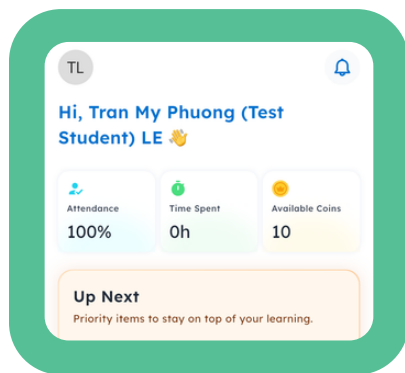 TL
Hi, Tran My Phuong (Test
Student) LE 👋
Attendance
100%
Time Spent
0h
Available Coins
10
Up Next
Priority items to stay on top of your learning.